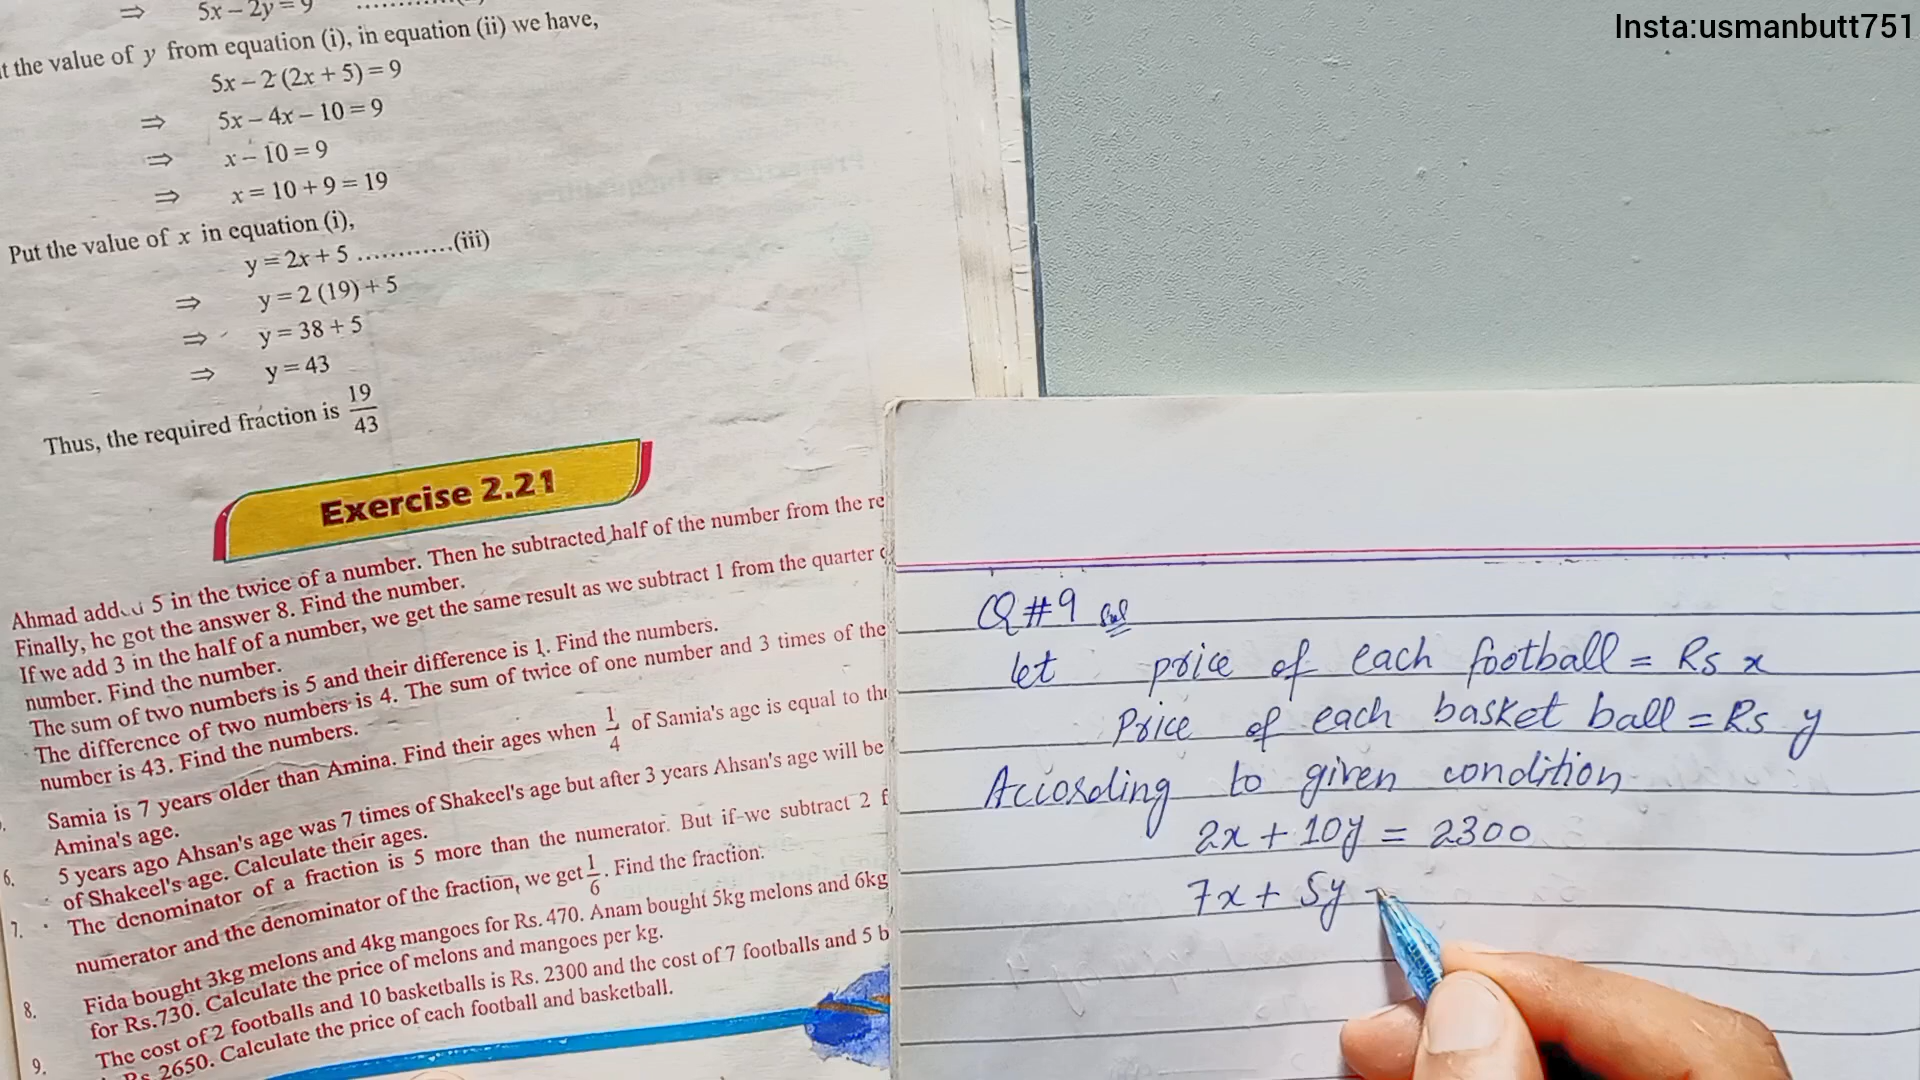 Insta:usmanbutt751
⇒ 5x – 2y = 9
the value of y from equation (i), in equation (ii) we have,
5x – 2 (2x + 5) = 9
⇒ 5x – 4x – 10 = 9
⇒ x – 10 = 9
⇒ x = 10 + 9 = 19
Put the value of x in equation (i),
y = 2x + 5 ............(iii)
⇒ y = 2 (19) + 5
⇒ y = 38 + 5
⇒ y = 43
Thus, the required fraction is 19/43
Exercise 2.21
Ahmad added 5 in the twice of a number. Then he subtracted half of the number from the re
Finally, he got the answer 8. Find the number.
If we add 3 in the half of a number, we get the same result as we subtract 1 from the quarter
number. Find the number.
The sum of two numbers is 5 and their difference is 1. Find the numbers.
The difference of two numbers is 4. The sum of twice of one number and 3 times of the
number is 43. Find the numbers.
Samia is 7 years older than Amina. Find their ages when 1/4 of Samia's age is equal to the
Amina's age.
6. 5 years ago Ahsan's age was 7 times of Shakeel's age but after 3 years Ahsan's age will be
of Shakeel's age. Calculate their ages.
7. The denominator of a fraction is 5 more than the numerator. But if we subtract 2 f
numerator and the denominator of the fraction, we get 1/6. Find the fraction.
8. Fida bought 3kg melons and 4kg mangoes for Rs. 470. Anam bought 5kg melons and 6kg
for Rs.730. Calculate the price of melons and mangoes per kg.
9. The cost of 2 footballs and 10 basketballs is Rs. 2300 and the cost of 7 footballs and 5 b
Rs 2650. Calculate the price of each football and basketball.
Q#9 Sol
let price of each football = Rs x
Price of each basket ball = Rs y
Aciording to given condition
2x + 10y = 2300
7x + 5y